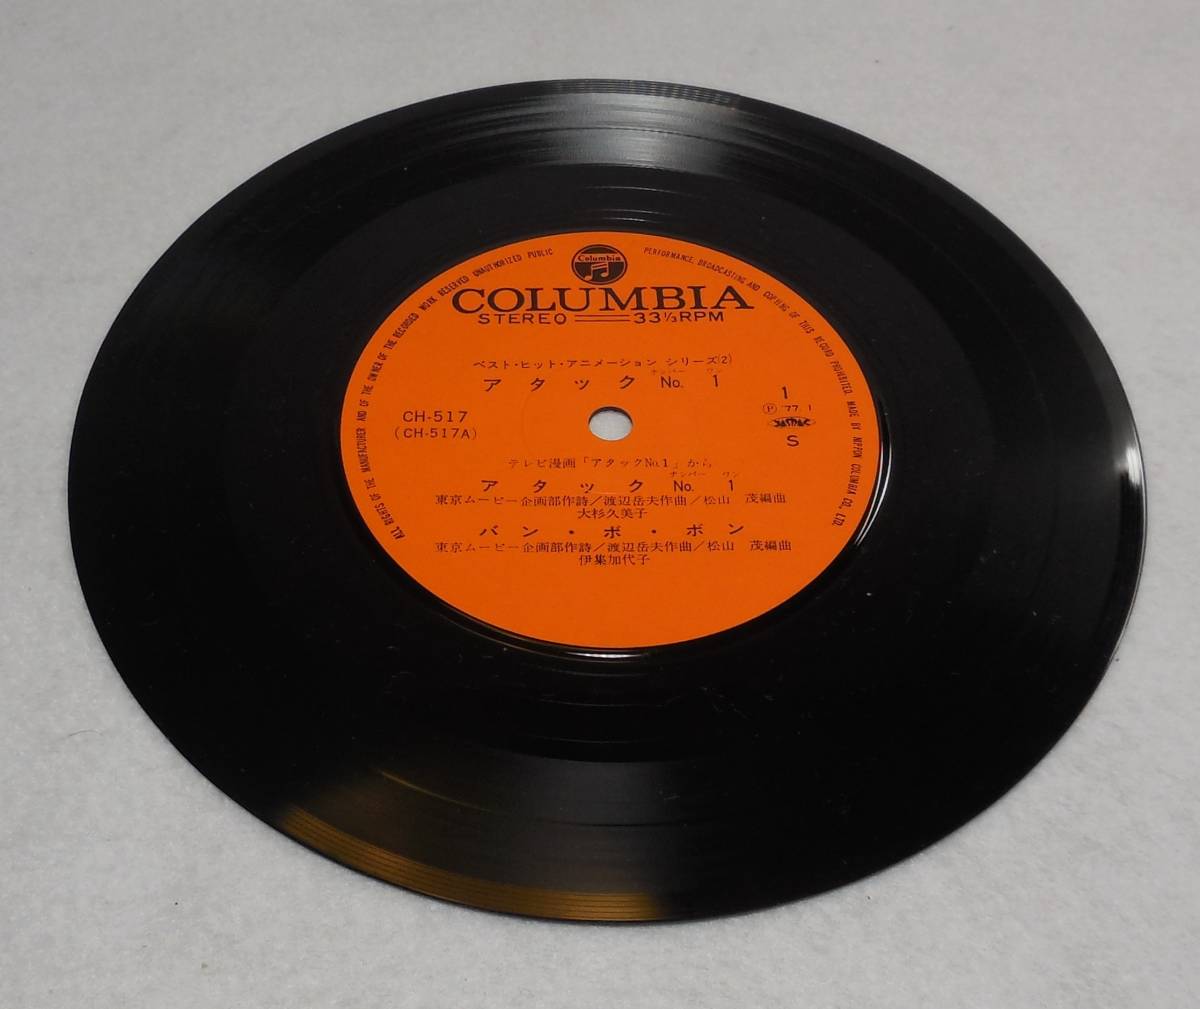 Columbia
ALL RIGHTS OF THE MANUFACTURER AND OF THE OWNER OF THE RECORDED WORK RESERVED UNAUTHORIZED PUBLIC PERFORMANCE, BROADCASTING AND COPYING OF THIS RECORD PROHIBITED. MADE BY NIPPON COLUMBIA CO., LTD.
COLUMBIA
STEREO 33⅓RPM
ベスト・ヒット・アニメーション シリーズ(2)
ナンバー ワン
アタック No. 1
1
CH-517
(CH-517A)
Ⓟ '77. 1
JASRAC
S
テレビ漫画「アタックNo.1」から
ナンバー ワン
アタック No. 1
東京ムービー企画部作詩/渡辺岳夫作曲/松山 茂編曲
大杉久美子
バン・ボ・ボン
東京ムービー企画部作詩/渡辺岳夫作曲/松山 茂編曲
伊集加代子